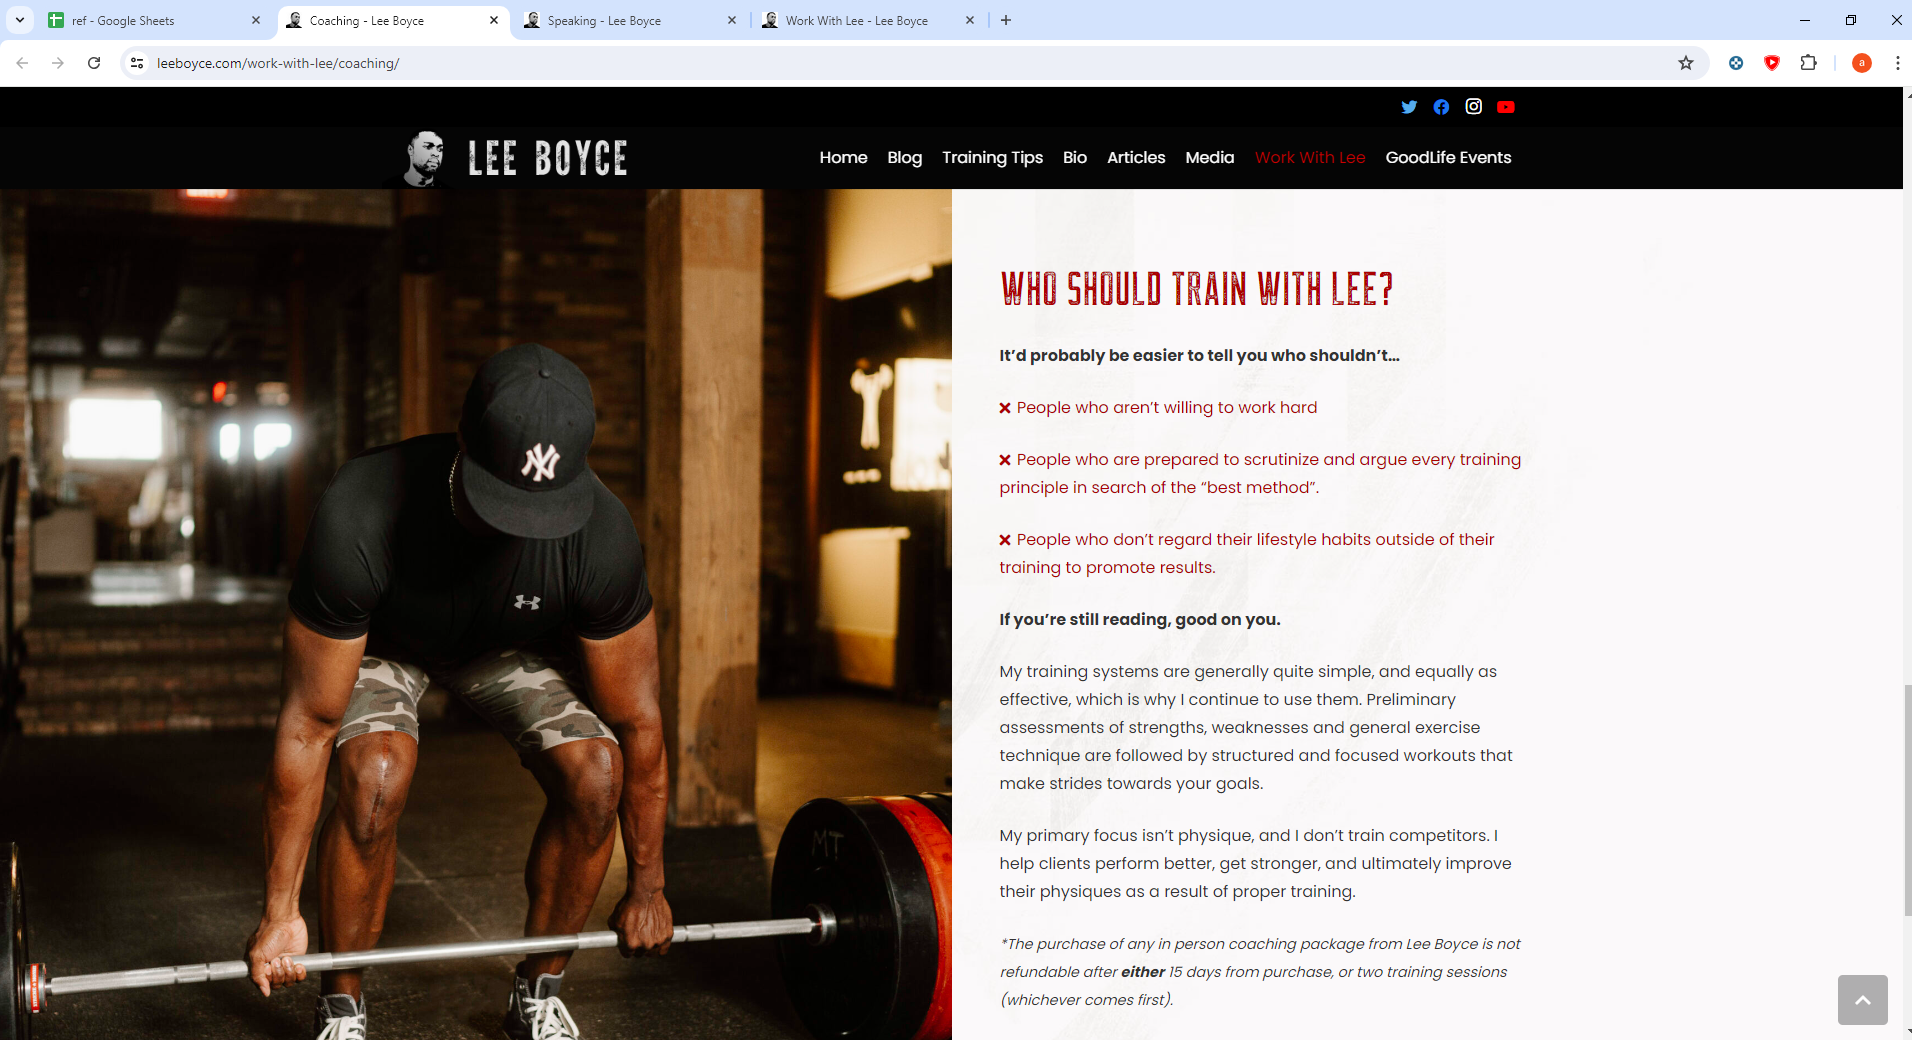 ref - Google Sheets
Coaching - Lee Boyce
Speaking - Lee Boyce
Work With Lee - Lee Boyce
leeboyce.com/work-with-lee/coaching/
a
LEE BOYCE
Home
Blog
Training Tips
Bio
Articles
Media
Work With Lee
GoodLife Events
NY
MT
WHO SHOULD TRAIN WITH LEE?
It’d probably be easier to tell you who shouldn’t...
People who aren’t willing to work hard
People who are prepared to scrutinize and argue every training
principle in search of the “best method”.
People who don’t regard their lifestyle habits outside of their
training to promote results.
If you’re still reading, good on you.
My training systems are generally quite simple, and equally as
effective, which is why I continue to use them. Preliminary
assessments of strengths, weaknesses and general exercise
technique are followed by structured and focused workouts that
make strides towards your goals.
My primary focus isn’t physique, and I don’t train competitors. I
help clients perform better, get stronger, and ultimately improve
their physiques as a result of proper training.
*The purchase of any in person coaching package from Lee Boyce is not
refundable after either 15 days from purchase, or two training sessions
(whichever comes first).